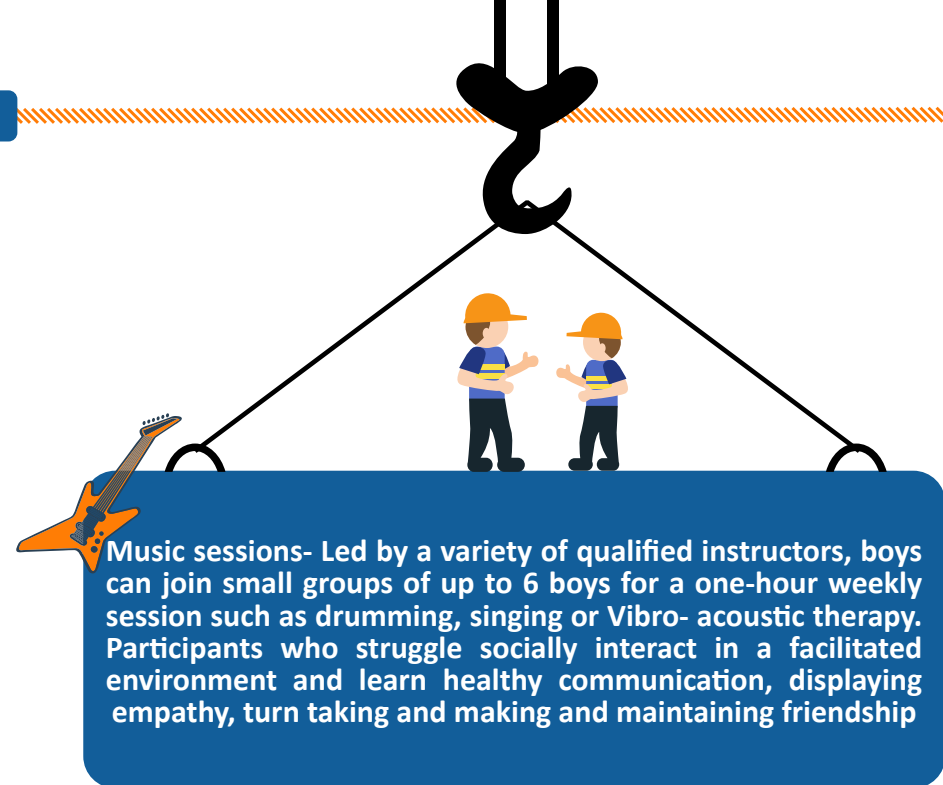 Music sessions- Led by a variety of qualified instructors, boys
can join small groups of up to 6 boys for a one-hour weekly
session such as drumming, singing or Vibro- acoustic therapy.
Participants who struggle socially interact in a facilitated
environment and learn healthy communication, displaying
empathy, turn taking and making and maintaining friendship